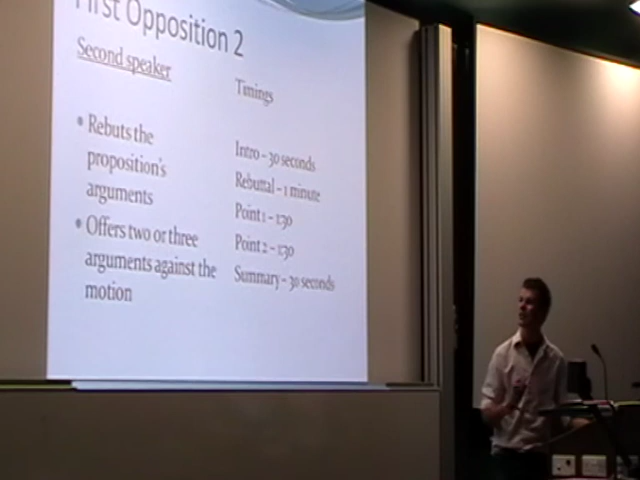 First Opposition 2
Second speaker
• Rebuts the
proposition's
arguments
• Offers two or three
arguments against the
motion
Timings
Intro – 30 seconds
Rebuttal – 1 minute
Point 1 – 1:30
Point 2 – 1:30
Summary – 30 seconds